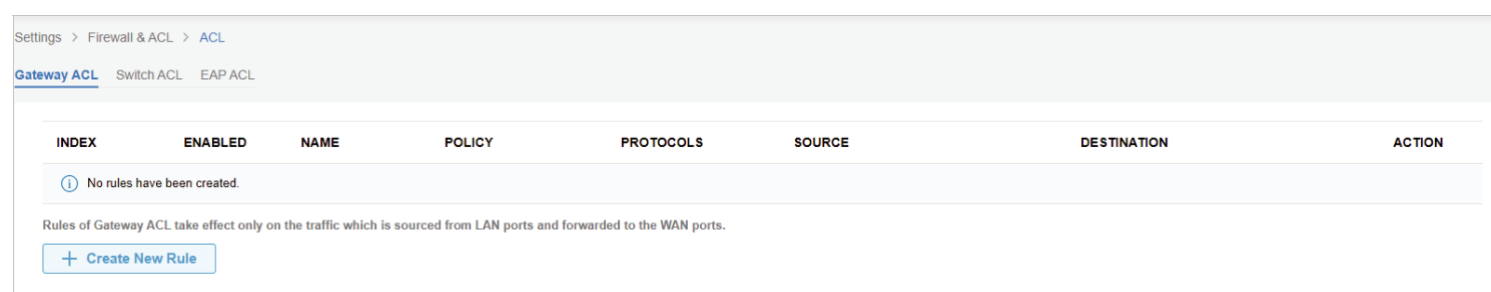 Settings > Firewall & ACL > ACL
Gateway ACL Switch ACL EAP ACL
INDEX ENABLED NAME POLICY PROTOCOLS SOURCE DESTINATION ACTION
No rules have been created.
Rules of Gateway ACL take effect only on the traffic which is sourced from LAN ports and forwarded to the WAN ports.
+ Create New Rule